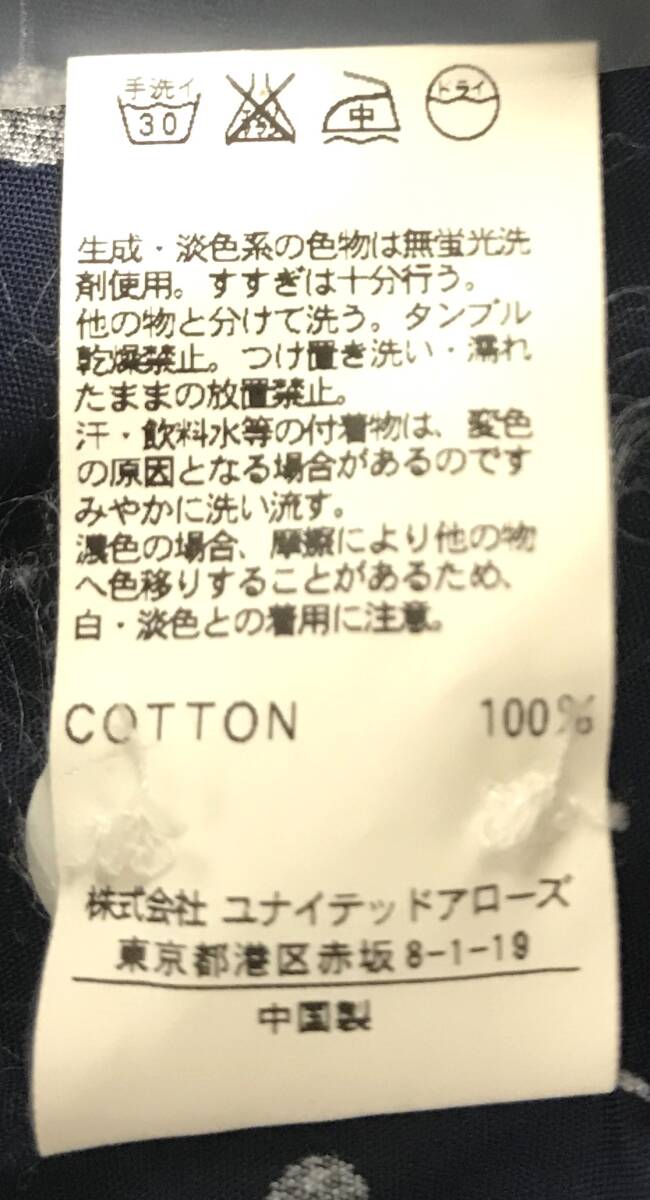 手洗イ
30
エンソサラシ
中
ドライ
生成・淡色系の色物は無蛍光洗
剤使用。すすぎは十分行う。
他の物と分けて洗う。タンブル
乾燥禁止。つけ置き洗い・濡れ
たままの放置禁止。
汗・飲料水等の付着物は、変色
の原因となる場合があるのです
みやかに洗い流す。
濃色の場合、摩擦により他の物
へ色移りすることがあるため、
白・淡色との着用に注意。
COTTON 100%
株式会社 ユナイテッドアローズ
東京都港区赤坂8-1-19
中国製